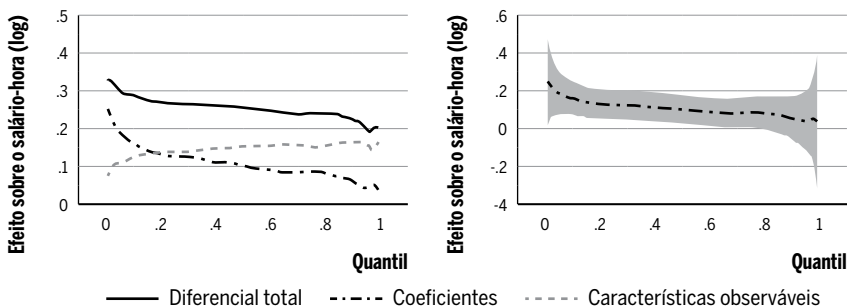 Efeito sobre o salário-hora (log)
.5
.4
.3
.2
.1
0
0 .2 .4 .6 .8 1
Quantil
Efeito sobre o salário-hora (log)
.6
.4
.2
0
-.2
-.4
0 .2 .4 .6 .8 1
Quantil
Diferencial total Coeficientes Características observáveis